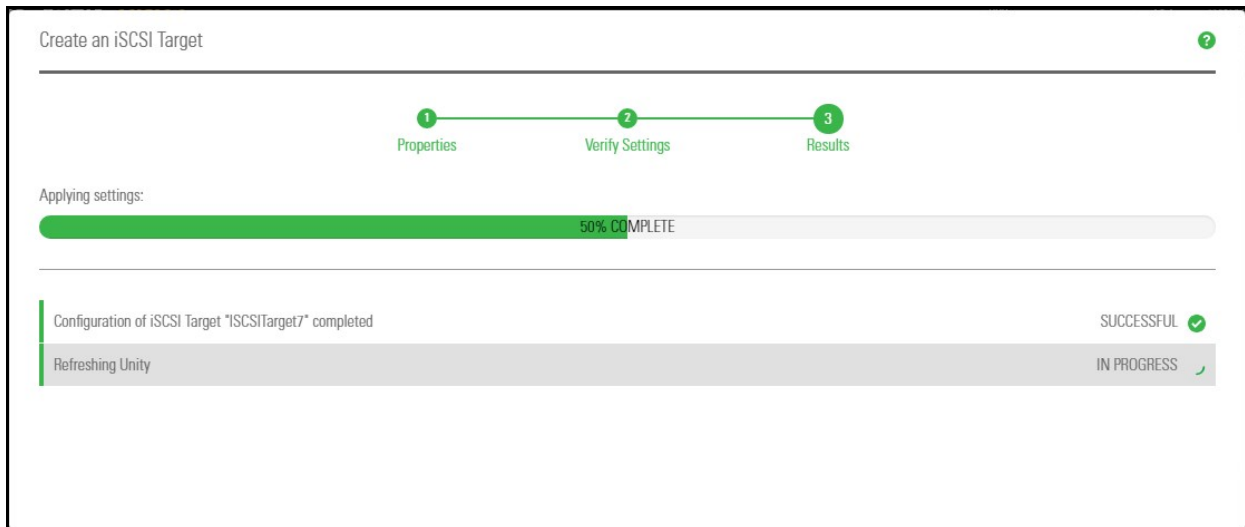 Create an iSCSI Target
?
1 2 3
Properties Verify Settings Results
Applying settings:
50% COMPLETE
Configuration of iSCSI Target "ISCSITarget7" completed SUCCESSFUL
Refreshing Unity IN PROGRESS